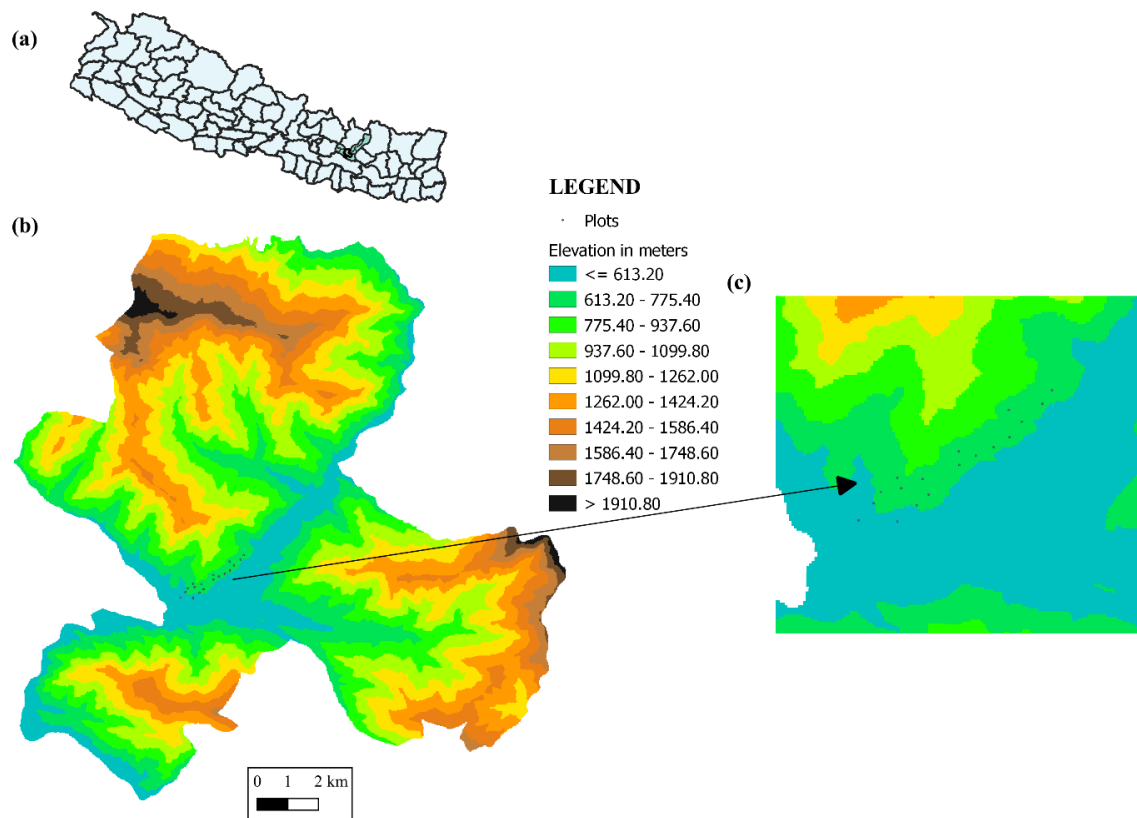 (a)
LEGEND
Plots
(b)
Elevation in meters
<= 613.20
(c)
613.20 - 775.40
775.40 - 937.60
937.60 - 1099.80
1099.80 - 1262.00
1262.00 - 1424.20
1424.20 - 1586.40
1586.40 - 1748.60
1748.60 - 1910.80
> 1910.80
0 1 2 km